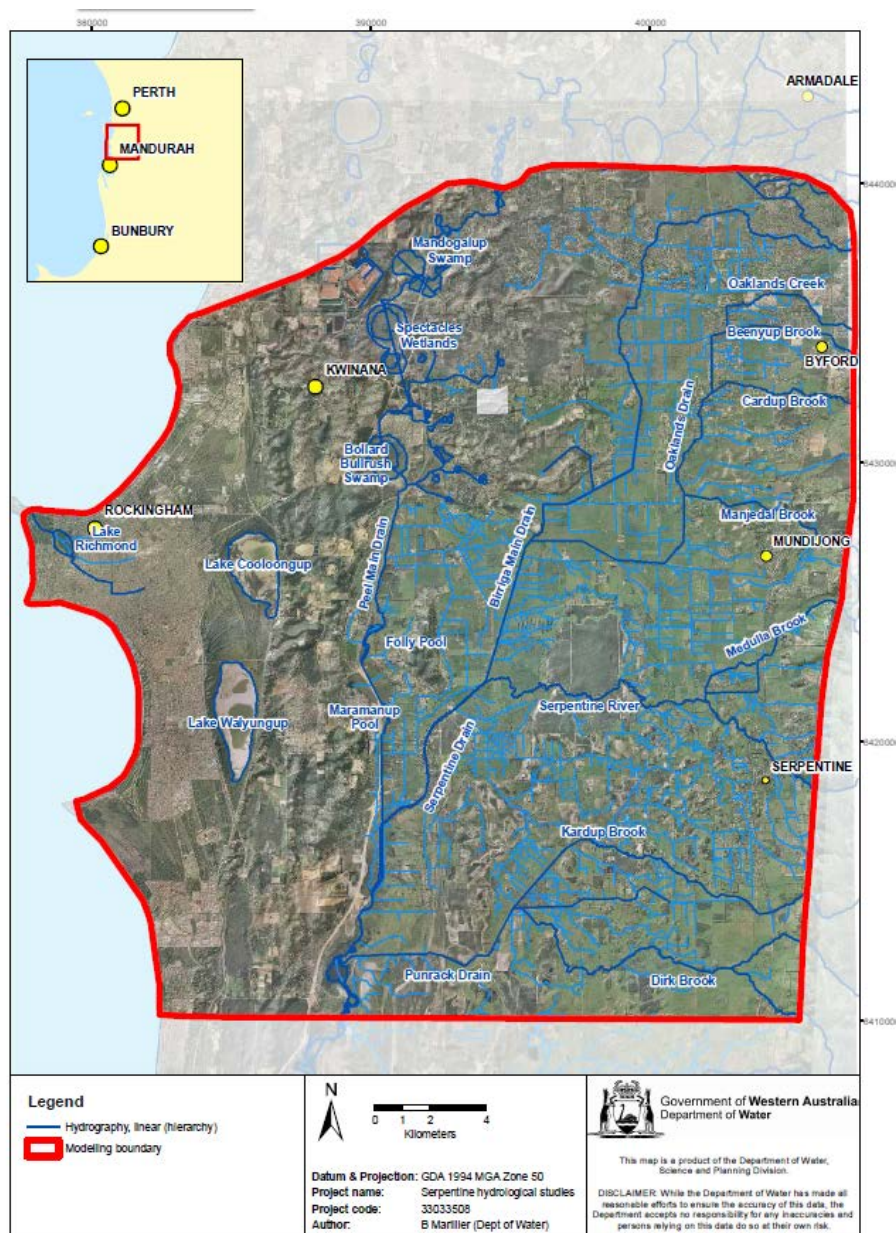 380000
390000
400000
PERTH
MANDURAH
BUNBURY
ARMADALE
6440000
Mandogalup
Swamp
Oaklands Creek
Spectacles
Wetlands
Beenyup Brook
BYFORD
KWINANA
Cardup Brook
Oaklands Drain
Bollard
Bullrush
Swamp
ROCKINGHAM
Lake
Richmond
Manjedal Brook
MUNDIJONG
Lake Cooloongup
Peel Main Drain
Birriga Main Drain
Medulla Brook
Folly Pool
Maramanup
Pool
Serpentine River
Lake Walyungup
Serpentine Drain
SERPENTINE
Kardup Brook
Punrack Drain
Dirk Brook
Legend
Hydrography, linear (hierarchy)
Modelling boundary
N
0 1 2 4
Kilometers
Datum & Projection: GDA 1994 MGA Zone 50
Project name: Serpentine hydrological studies
Project code: 33033508
Author: B Marillier (Dept of Water)
Government of Western Australia
Department of Water
This map is a product of the Department of Water,
Science and Planning Division.
DISCLAIMER: While the Department of Water has made all
reasonable efforts to ensure the accuracy of this data, the
Department accepts no responsibility for any inaccuracies and
persons relying on this data do so at their own risk.